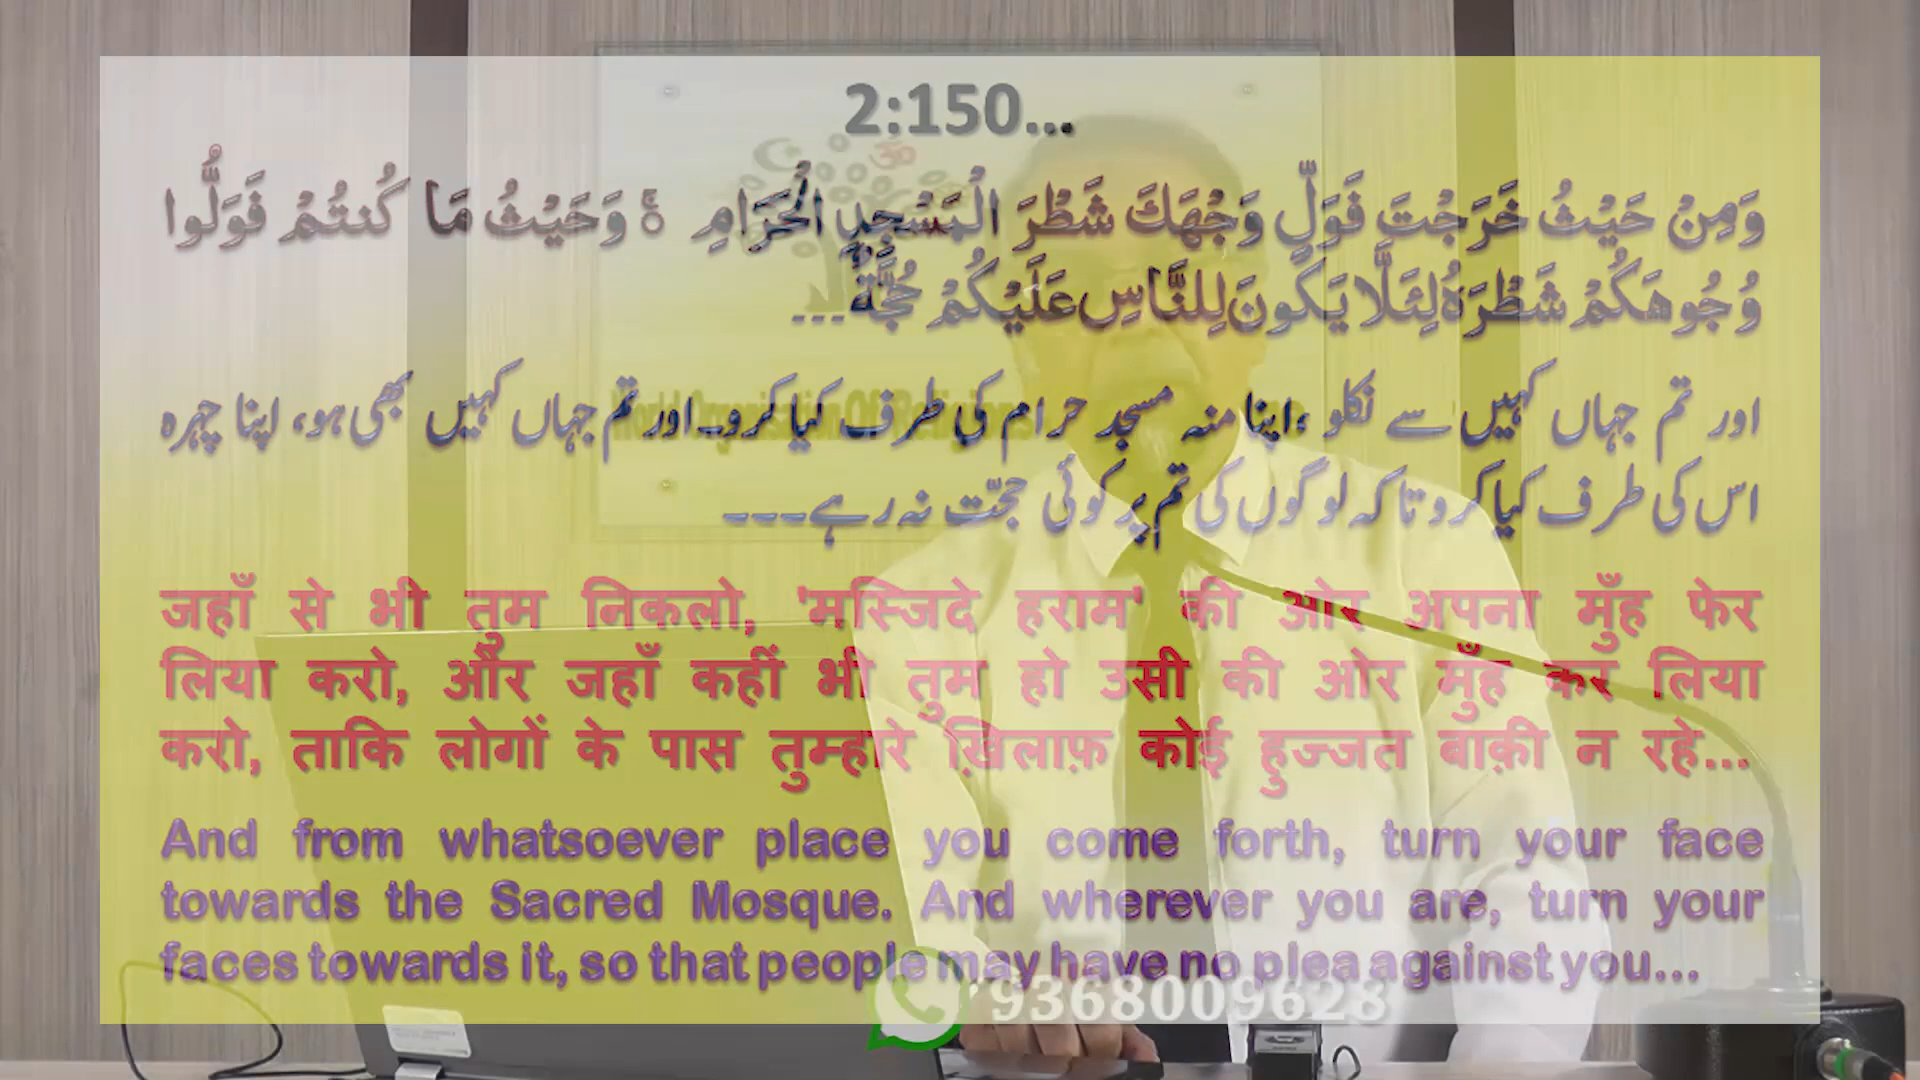 2:150...
وَمِنْ حَيْثُ خَرَجْتَ فَوَلِّ وَجْهَكَ شَطْرَ الْمَسْجِدِ الْحَرَامِ ۚ وَحَيْثُ مَا كُنتُمْ فَوَلُّوا
وُجُوهَكُمْ شَطْرَهُ لِئَلَّا يَكُونَ لِلنَّاسِ عَلَيْكُمْ حُجَّةٌ...
اور تم جہاں کہیں سے نکلو، اپنا منہ مسجد حرام کی طرف کیا کرو۔ اور تم جہاں کہیں بھی ہو، اپنا چہرہ
اس کی طرف کیا کرو تاکہ لوگوں کی تم پر کوئی حجّت نہ رہے۔۔۔
जहाँ से भी तुम निकलो, 'मस्जिदे हराम' की ओर अपना मुँह फेर
लिया करो, और जहाँ कहीं भी तुम हो उसी की ओर मुँह कर लिया
करो, ताकि लोगों के पास तुम्हारे ख़िलाफ़ कोई हुज्जत बाक़ी न रहे...
And from whatsoever place you come forth, turn your face
towards the Sacred Mosque. And wherever you are, turn your
faces towards it, so that people may have no plea against you...
9368009628